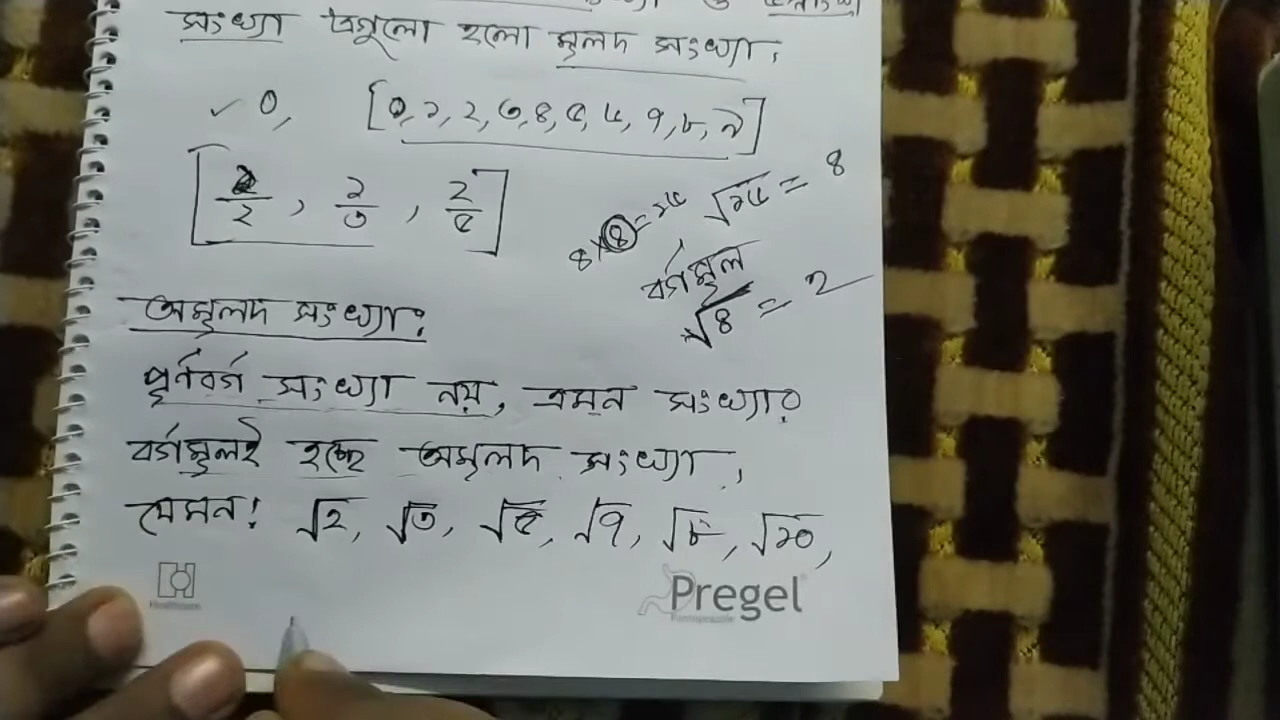 সংখ্যা এগুলো হলো মূলদ সংখ্যা।
০, [০,১,২,৩,৪,৫,৬,৭,৮,৯]
[১/২, ২/৩, ২/৫]
৪×৪=১৬ √১৬ = ৪
বর্গমূল
√৪ = ২
অমূলদ সংখ্যা:
পূর্ণবর্গ সংখ্যা নয়, এমন সংখ্যার
বর্গমূলই হচ্ছে অমূলদ সংখ্যা,
যেমন: √২, √৩, √৫, √৭, √৮, √১০,
Pregel